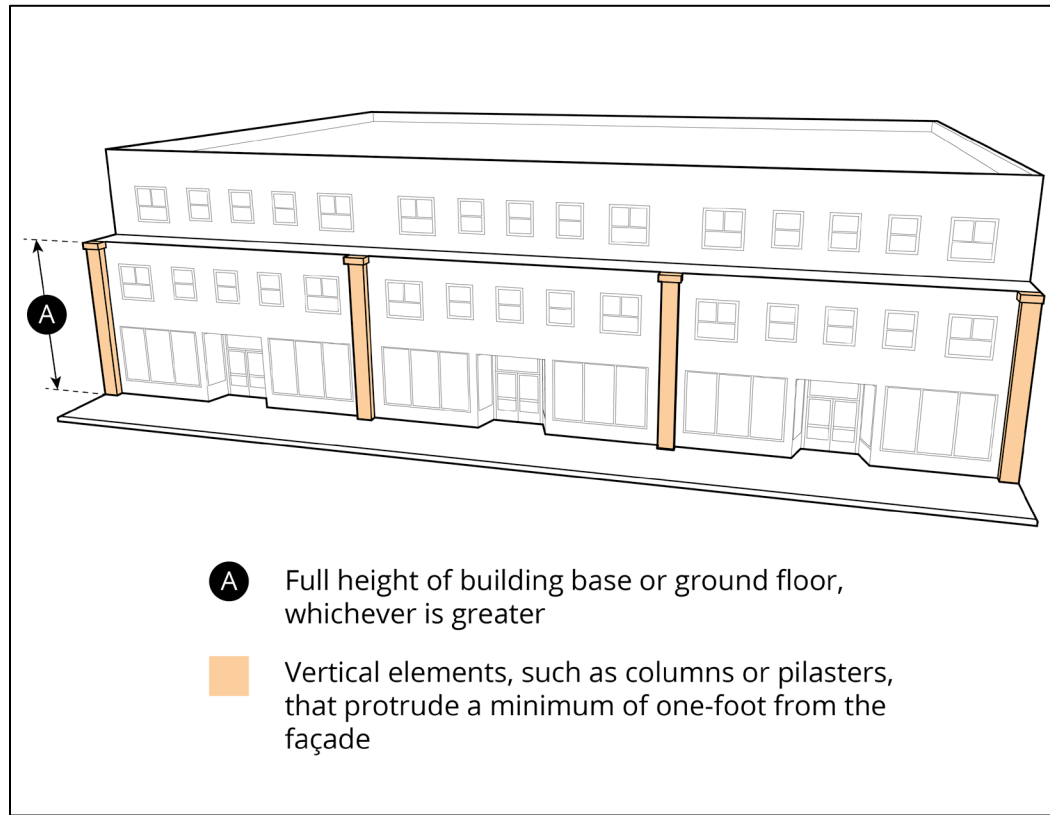 A
A Full height of building base or ground floor,
whichever is greater
Vertical elements, such as columns or pilasters,
that protrude a minimum of one-foot from the
façade